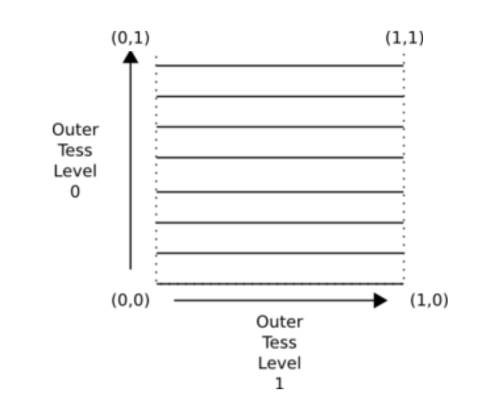 (0,1)
(1,1)
Outer
Tess
Level
0
(0,0)
(1,0)
Outer
Tess
Level
1